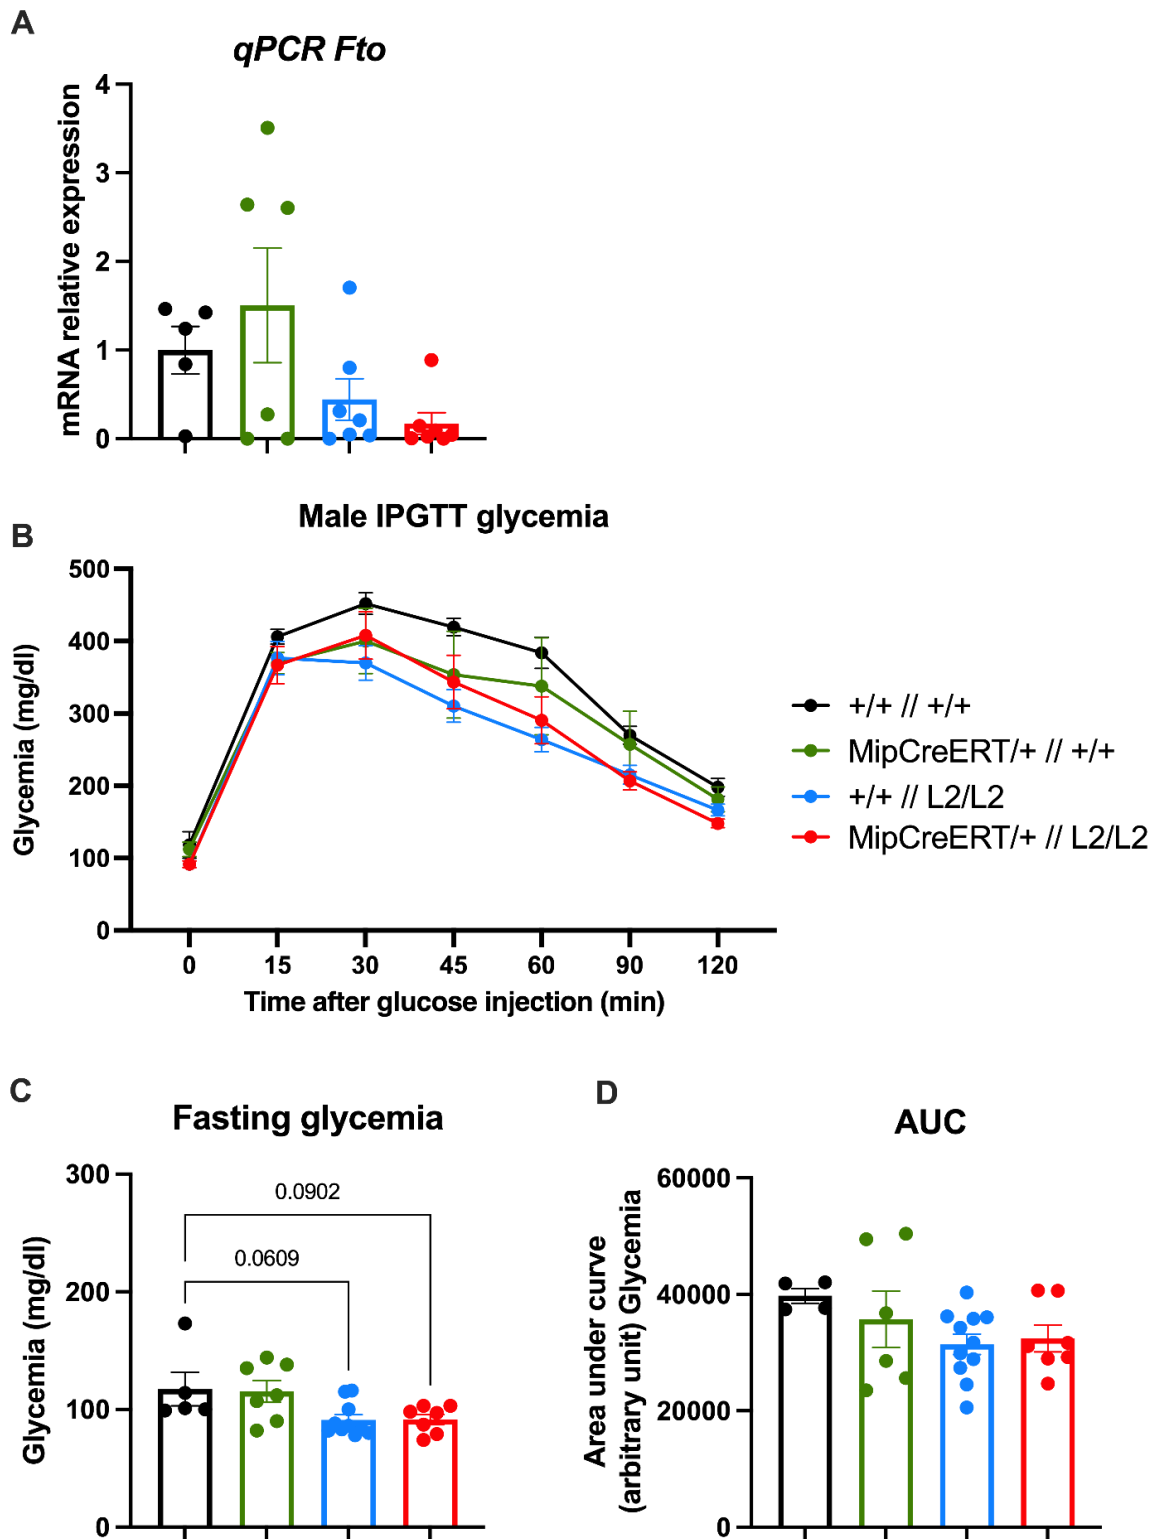 A
qPCR Fto
mRNA relative expression
4
3
2
1
0
B
Male IPGTT glycemia
Glycemia (mg/dl)
500
400
300
200
100
0
0 15 30 45 60 90 120
Time after glucose injection (min)
+/+ // +/+
MipCreERT/+ // +/+
+/+ // L2/L2
MipCreERT/+ // L2/L2
C
Fasting glycemia
Glycemia (mg/dl)
300
200
100
0
0.0902
0.0609
D
AUC
Area under curve
(arbitrary unit) Glycemia
60000
40000
20000
0